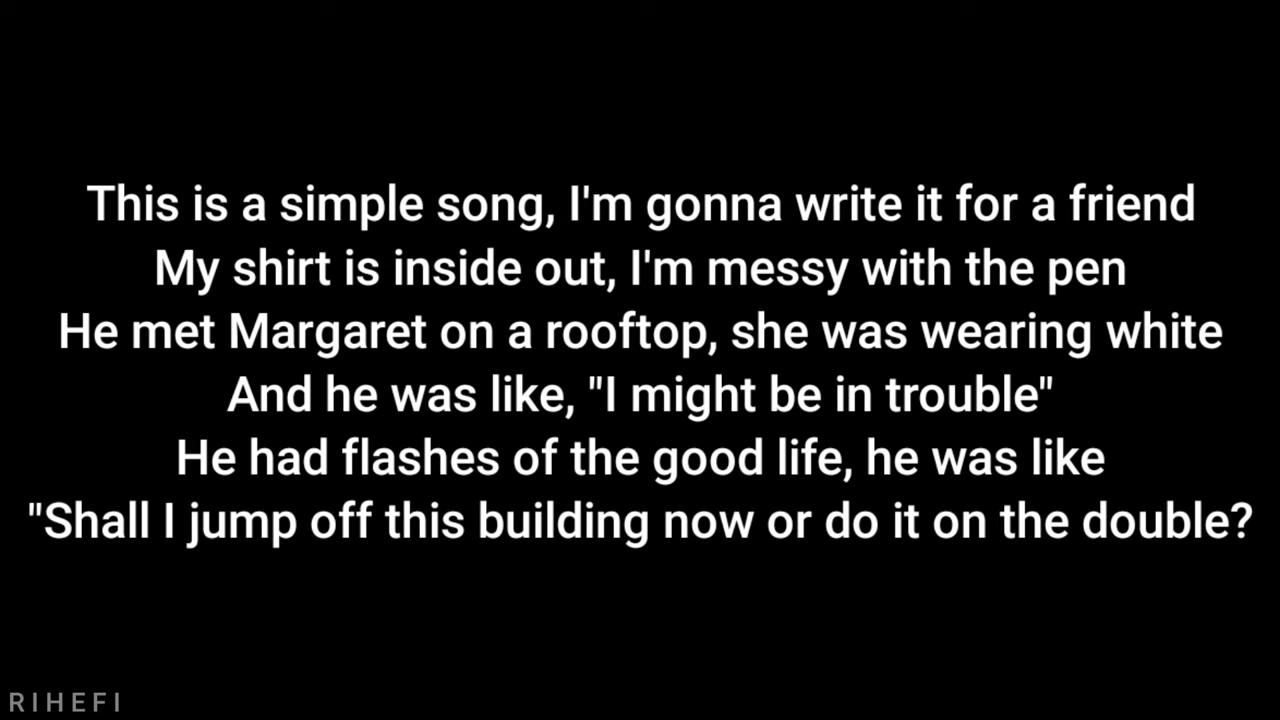 This is a simple song, I'm gonna write it for a friend
My shirt is inside out, I'm messy with the pen
He met Margaret on a rooftop, she was wearing white
And he was like, "I might be in trouble"
He had flashes of the good life, he was like
"Shall I jump off this building now or do it on the double?
RIHEFI